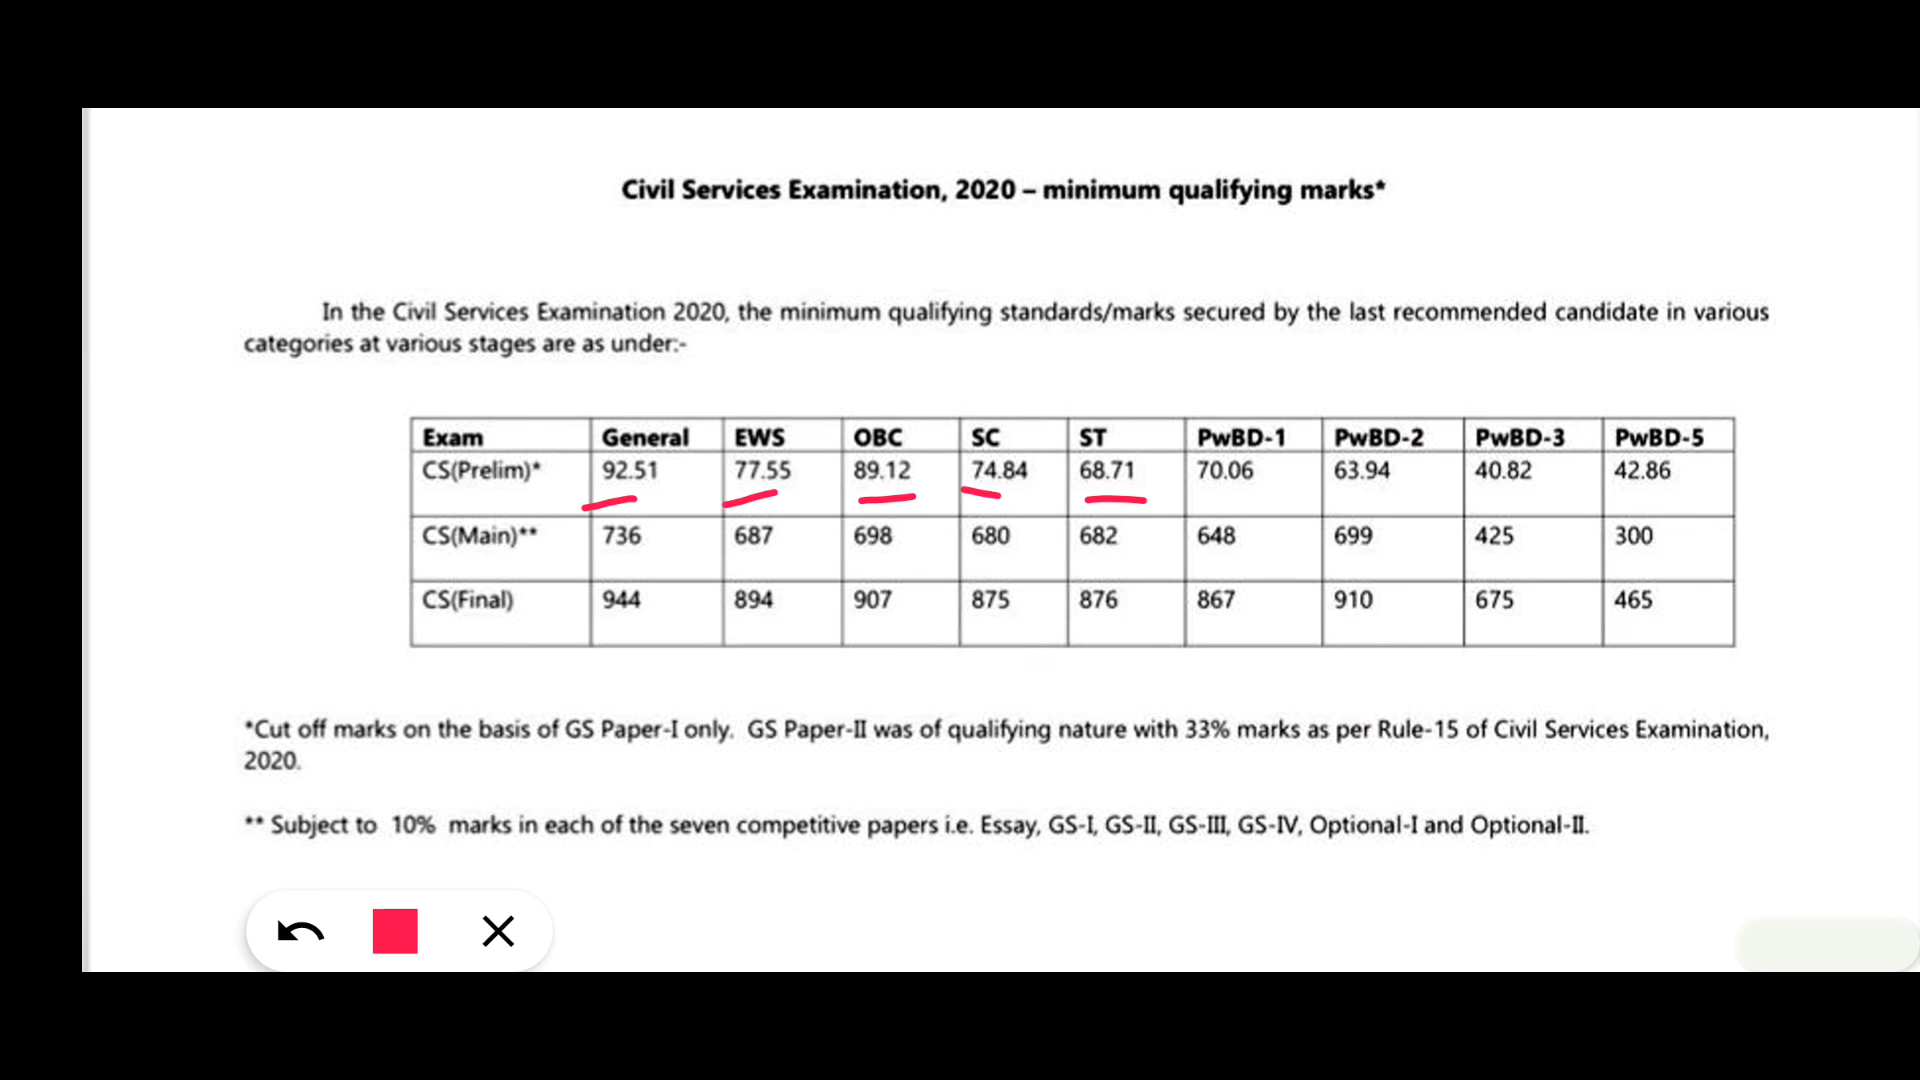 Civil Services Examination, 2020 – minimum qualifying marks*
In the Civil Services Examination 2020, the minimum qualifying standards/marks secured by the last recommended candidate in various
categories at various stages are as under:-
Exam General EWS OBC SC ST PwBD-1 PwBD-2 PwBD-3 PwBD-5
CS(Prelim)* 92.51 77.55 89.12 74.84 68.71 70.06 63.94 40.82 42.86
CS(Main)** 736 687 698 680 682 648 699 425 300
CS(Final) 944 894 907 875 876 867 910 675 465
*Cut off marks on the basis of GS Paper-I only. GS Paper-II was of qualifying nature with 33% marks as per Rule-15 of Civil Services Examination,
2020.
** Subject to 10% marks in each of the seven competitive papers i.e. Essay, GS-I, GS-II, GS-III, GS-IV, Optional-I and Optional-II.